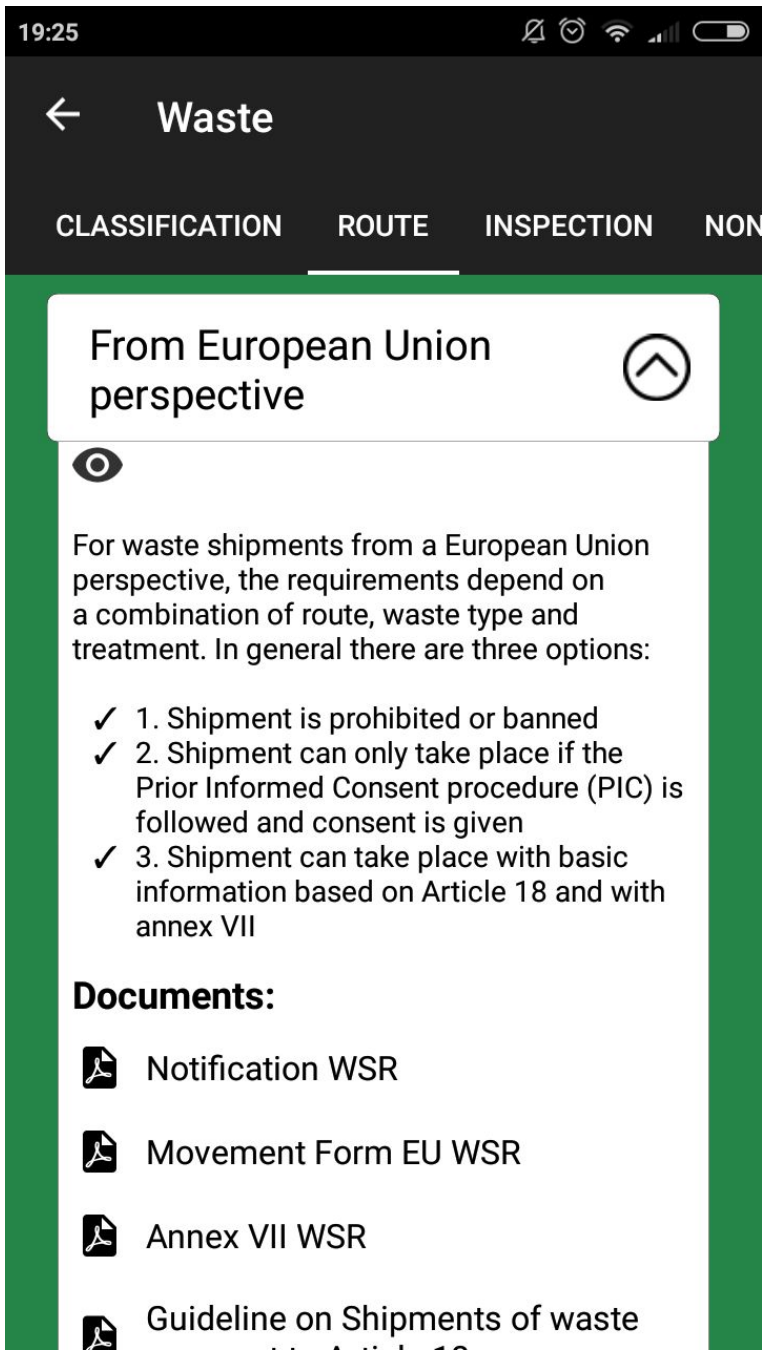 19:25
Waste
CLASSIFICATION ROUTE INSPECTION NON
From European Union
perspective
For waste shipments from a European Union
perspective, the requirements depend on
a combination of route, waste type and
treatment. In general there are three options:
✓ 1. Shipment is prohibited or banned
✓ 2. Shipment can only take place if the
Prior Informed Consent procedure (PIC) is
followed and consent is given
✓ 3. Shipment can take place with basic
information based on Article 18 and with
annex VII
Documents:
Notification WSR
Movement Form EU WSR
Annex VII WSR
Guideline on Shipments of waste
to Article 18